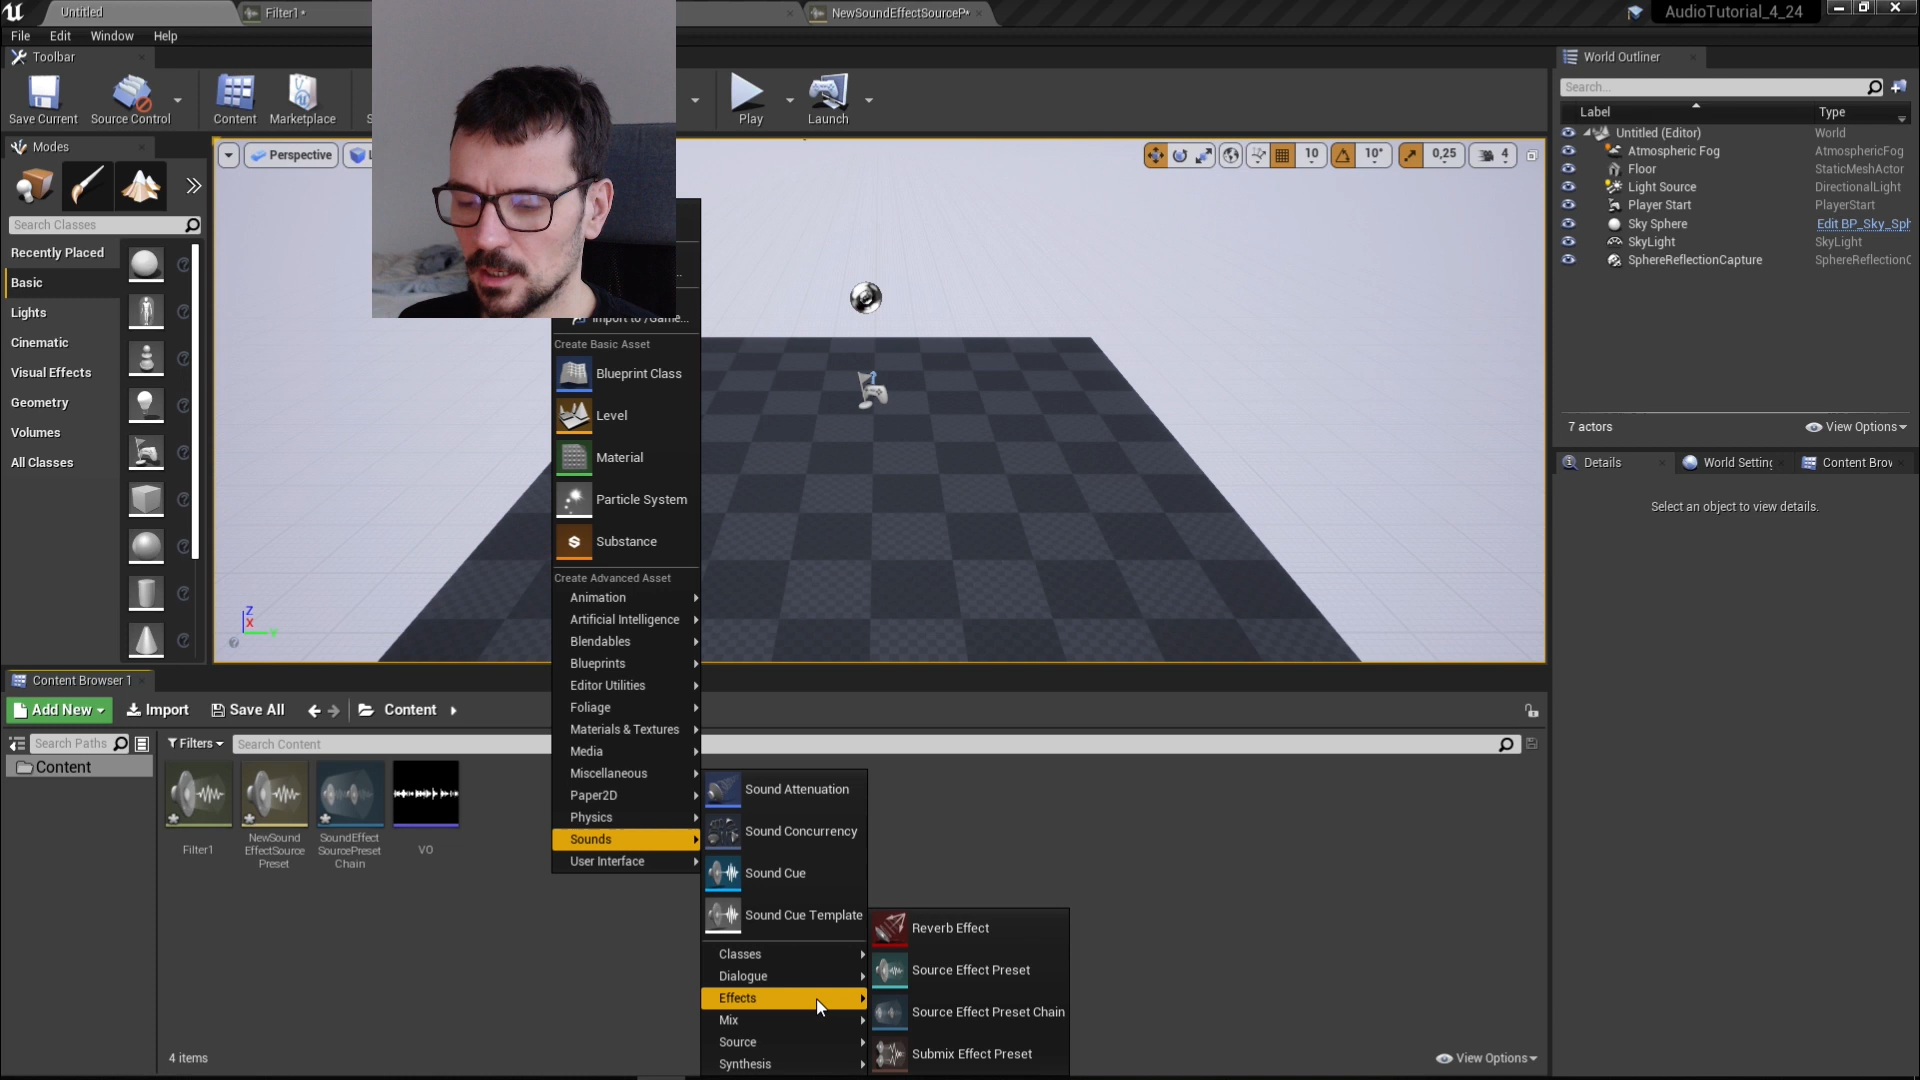 Untitled
Filter1*
NewSoundEffectSourceP*
AudioTutorial_4_24
File
Edit
Window
Help
Toolbar
World Outliner
Save Current
Source Control
Content
Marketplace
Play
Launch
Search...
Label
Type
Modes
Perspective
10
10°
0,25
4
Untitled (Editor)
World
Atmospheric Fog
AtmosphericFog
Floor
StaticMeshActor
Light Source
DirectionalLight
Player Start
PlayerStart
Sky Sphere
Edit BP_Sky_Sph
SkyLight
SkyLight
SphereReflectionCapture
SphereReflectionC
Search Classes
Recently Placed
Basic
Lights
Cinematic
Visual Effects
Geometry
Volumes
All Classes
Import to /Game...
Create Basic Asset
Blueprint Class
Level
Material
Particle System
Substance
Create Advanced Asset
Animation
Artificial Intelligence
Blendables
Blueprints
Editor Utilities
Foliage
Materials & Textures
Media
Miscellaneous
Paper2D
Physics
Sounds
User Interface
7 actors
View Options
Details
World Setting
Content Brow
Select an object to view details.
Z
X
Y
Content Browser 1
Add New
Import
Save All
Content
Search Paths
Filters
Search Content
Content
Filter1
NewSound
EffectSource
Preset
SoundEffect
SourcePreset
Chain
VO
Sound Attenuation
Sound Concurrency
Sound Cue
Sound Cue Template
Classes
Dialogue
Effects
Mix
Source
Synthesis
Reverb Effect
Source Effect Preset
Source Effect Preset Chain
Submix Effect Preset
4 items
View Options